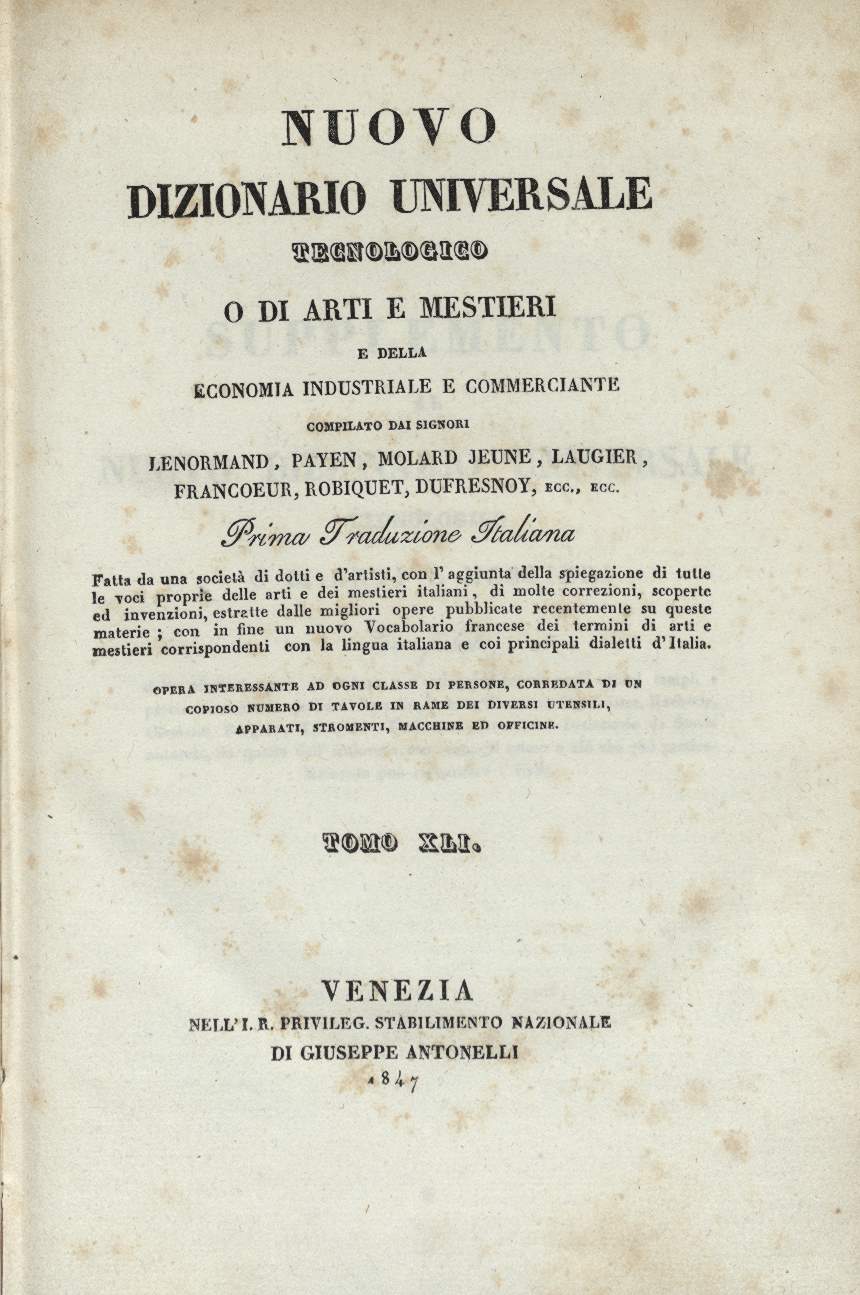 NUOVO
DIZIONARIO UNIVERSALE
TECNOLOGICO
O DI ARTI E MESTIERI
E DELLA
ECONOMIA INDUSTRIALE E COMMERCIANTE
COMPILATO DAI SIGNORI
LENORMAND, PAYEN, MOLARD JEUNE, LAUGIER,
FRANCOEUR, ROBIQUET, DUFRESNOY, ECC., ECC.
Prima Traduzione Italiana
Fatta da una società di dotti e d'artisti, con l'aggiunta della spiegazione di tutte
le voci proprie delle arti e dei mestieri italiani, di molte correzioni, scoperte
ed invenzioni, estratte dalle migliori opere pubblicate recentemente su queste
materie; con in fine un nuovo Vocabolario francese dei termini di arti e
mestieri corrispondenti con la lingua italiana e coi principali dialetti d'Italia.
OPERA INTERESSANTE AD OGNI CLASSE DI PERSONE, CORREDATA DI UN
COPIOSO NUMERO DI TAVOLE IN RAME DEI DIVERSI UTENSILI,
APPARATI, STROMENTI, MACCHINE ED OFFICINE.
TOMO XLI.
VENEZIA
NELL'I. R. PRIVILEG. STABILIMENTO NAZIONALE
DI GIUSEPPE ANTONELLI
1847